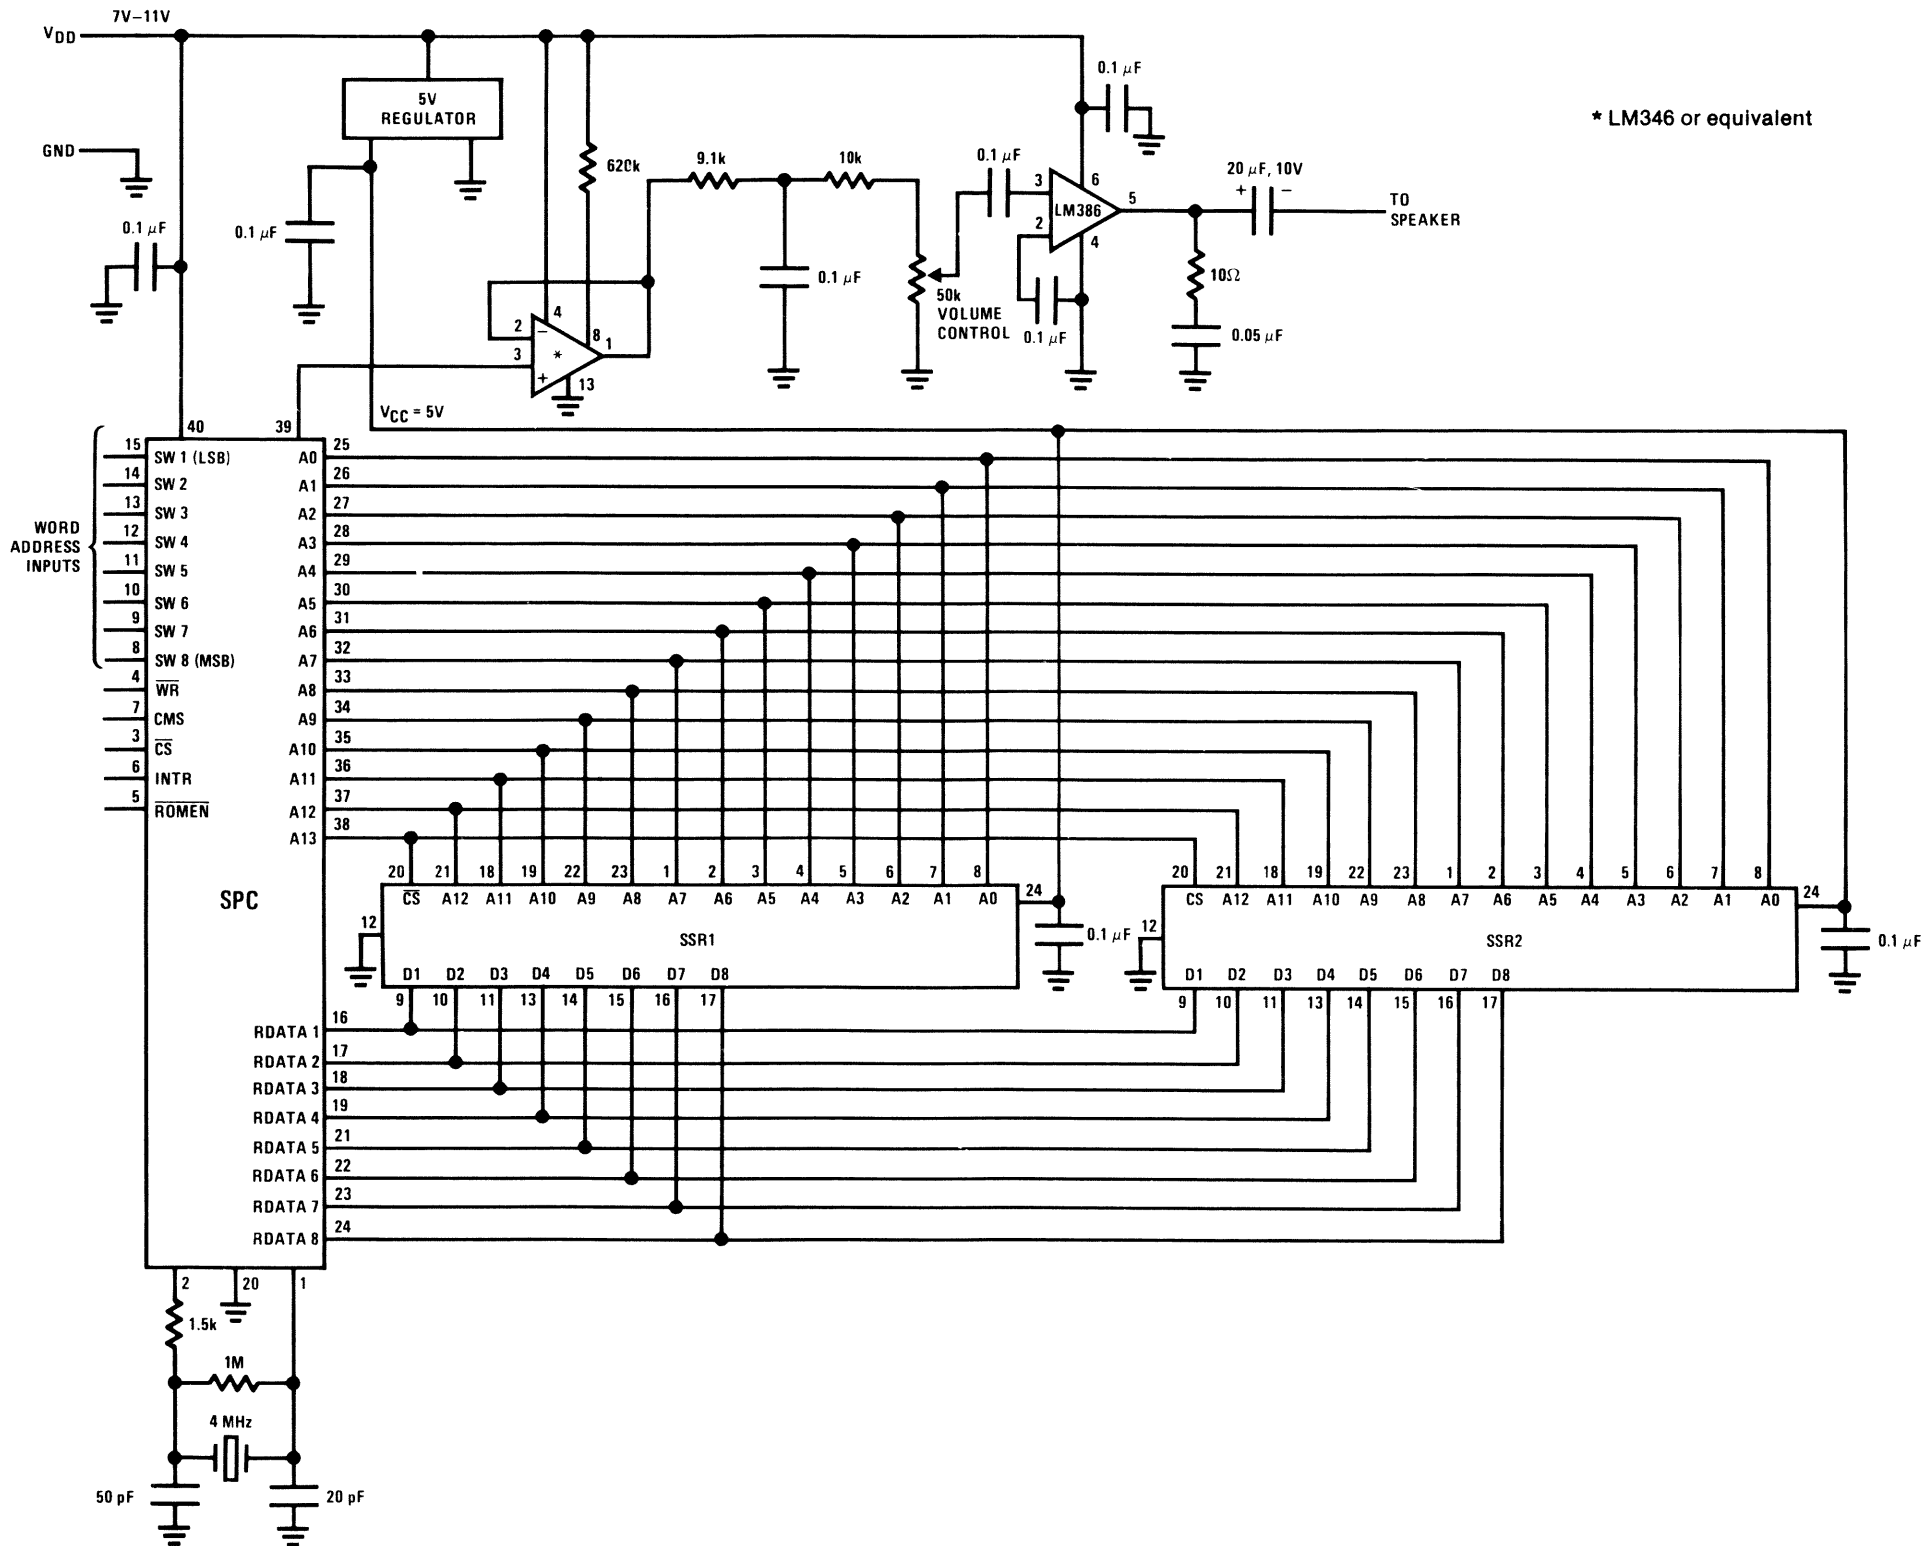 7V–11V
VDD
5V
REGULATOR
GND
0.1 µF
0.1 µF
620k
9.1k
10k
0.1 µF
50k
VOLUME
CONTROL
0.1 µF
0.1 µF
3
2
LM386
6
5
4
0.1 µF
20 µF, 10V
+
−
TO
SPEAKER
10Ω
0.05 µF
* LM346 or equivalent
2
3
4
8
1
−
*
+
13
VCC = 5V
40
39
WORD
ADDRESS
INPUTS
15 SW 1 (LSB)
14 SW 2
13 SW 3
12 SW 4
11 SW 5
10 SW 6
9 SW 7
8 SW 8 (MSB)
4 WR
7 CMS
3 CS
6 INTR
5 ROMEN
A0 25
A1 26
A2 27
A3 28
A4 29
A5 30
A6 31
A7 32
A8 33
A9 34
A10 35
A11 36
A12 37
A13 38
SPC
20 21 18 19 22 23 1 2 3 4 5 6 7 8
CS A12 A11 A10 A9 A8 A7 A6 A5 A4 A3 A2 A1 A0
24
12
SSR1
0.1 µF
D1 D2 D3 D4 D5 D6 D7 D8
9 10 11 13 14 15 16 17
20 21 18 19 22 23 1 2 3 4 5 6 7 8
CS A12 A11 A10 A9 A8 A7 A6 A5 A4 A3 A2 A1 A0
24
12
SSR2
0.1 µF
D1 D2 D3 D4 D5 D6 D7 D8
9 10 11 13 14 15 16 17
RDATA 1 16
RDATA 2 17
RDATA 3 18
RDATA 4 19
RDATA 5 21
RDATA 6 22
RDATA 7 23
RDATA 8 24
2
20
1
1.5k
1M
4 MHz
50 pF
20 pF